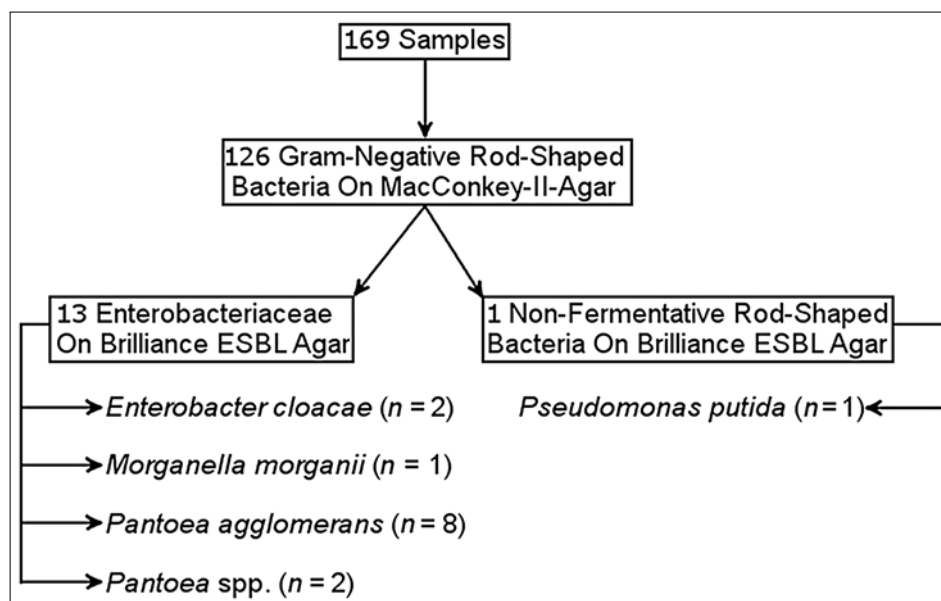 169 Samples
126 Gram-Negative Rod-Shaped
Bacteria On MacConkey-II-Agar
13 Enterobacteriaceae
On Brilliance ESBL Agar
1 Non-Fermentative Rod-Shaped
Bacteria On Brilliance ESBL Agar
Enterobacter cloacae (n = 2)
Morganella morganii (n = 1)
Pantoea agglomerans (n = 8)
Pantoea spp. (n = 2)
Pseudomonas putida (n = 1)